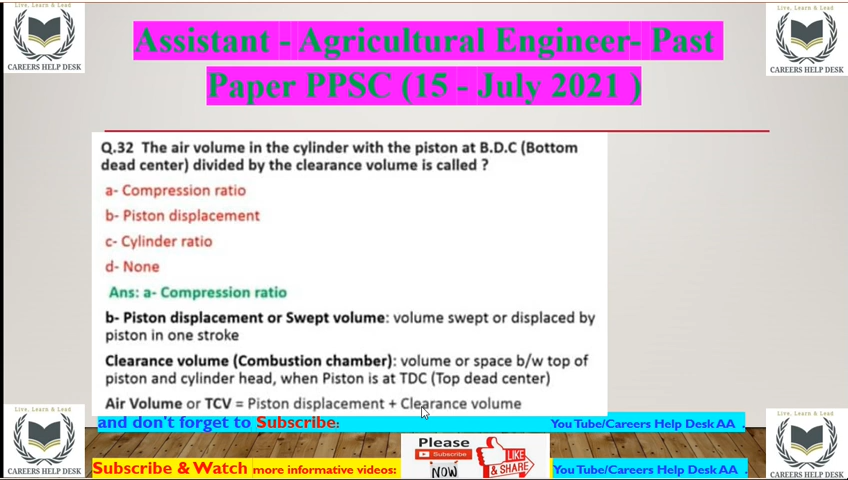 Live, Learn & Lead
CAREERS HELP DESK
Assistant - Agricultural Engineer- Past
Paper PPSC (15 - July 2021 )
Live, Learn & Lead
CAREERS HELP DESK
Q.32 The air volume in the cylinder with the piston at B.D.C (Bottom
dead center) divided by the clearance volume is called ?
a- Compression ratio
b- Piston displacement
c- Cylinder ratio
d- None
Ans: a- Compression ratio
b- Piston displacement or Swept volume: volume swept or displaced by
piston in one stroke
Clearance volume (Combustion chamber): volume or space b/w top of
piston and cylinder head, when Piston is at TDC (Top dead center)
Air Volume or TCV = Piston displacement + Clearance volume
Live, Learn & Lead
CAREERS HELP DESK
and don't forget to Subscribe:
You Tube/Careers Help Desk AA .
Please
Subscribe
NOW
LIKE
& SHARE
Subscribe & Watch more informative videos:
You Tube/Careers Help Desk AA .
Live, Learn & Lead
CAREERS HELP DESK